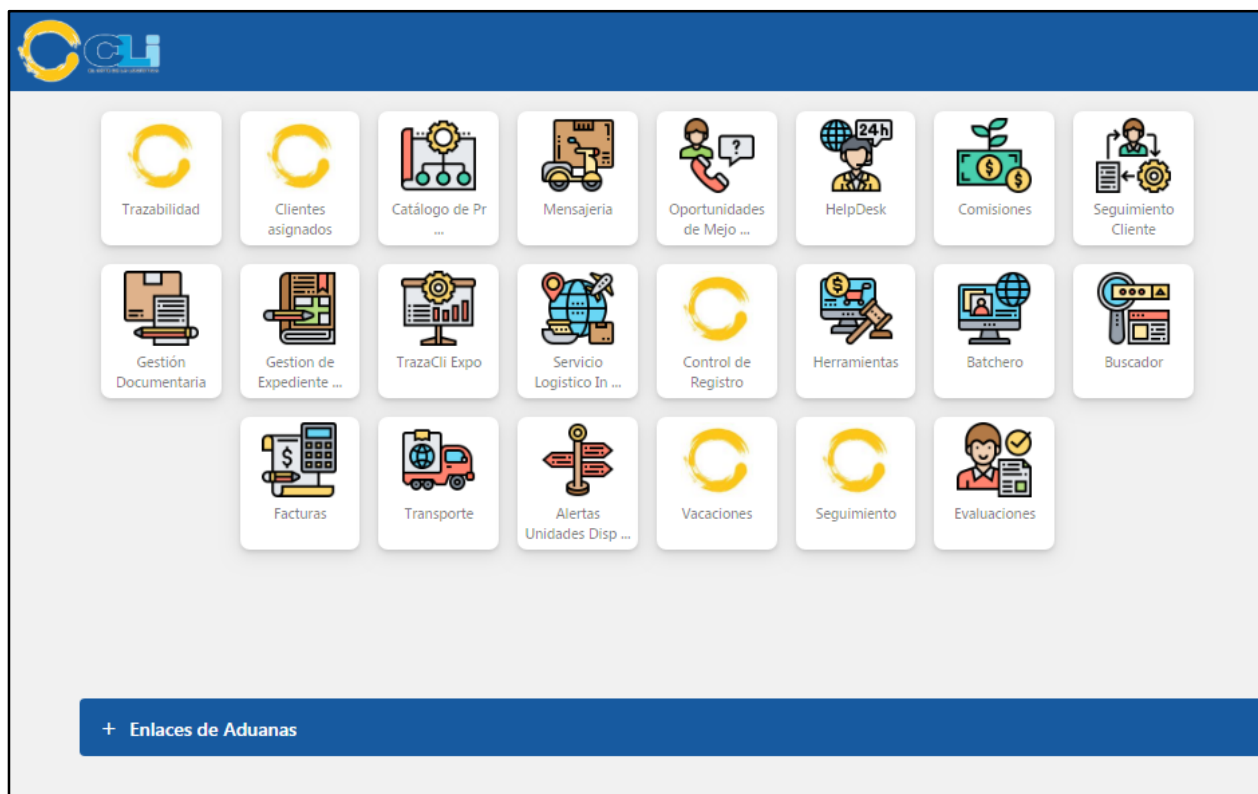 CLi
Trazabilidad
Clientes
asignados
Catálogo de Pr
...
Mensajeria
?
Oportunidades
de Mejo ...
24h
HelpDesk
$
$
Comisiones
Seguimiento
Cliente
Gestión
Documentaria
Gestion de
Expediente ...
TrazaCli Expo
Servicio
Logistico In ...
Control de
Registro
$
Herramientas
Batchero
Buscador
$
Facturas
Transporte
Alertas
Unidades Disp ...
Vacaciones
Seguimiento
Evaluaciones
+ Enlaces de Aduanas